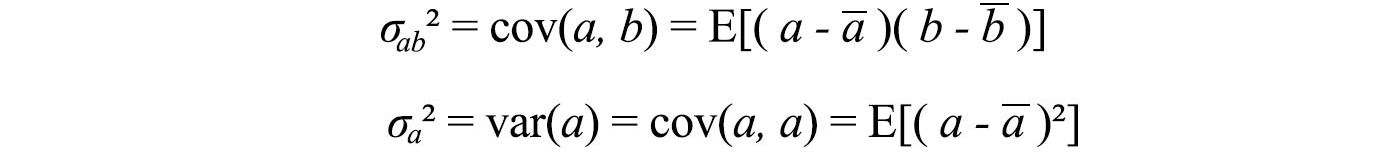 σab² = cov(a, b) = E[( a - a̅ )( b - b̅ )]
σa² = var(a) = cov(a, a) = E[( a - a̅ )²]